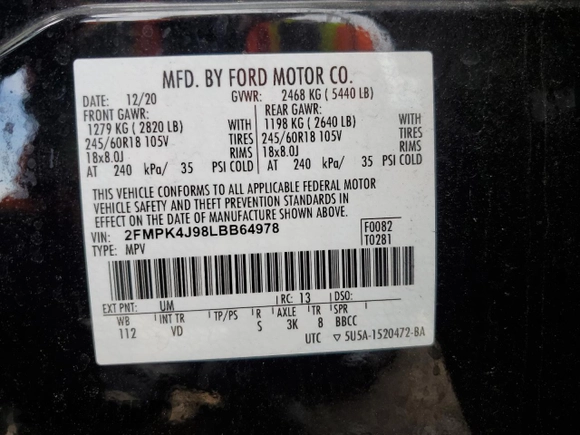 MFD. BY FORD MOTOR CO.
DATE: 12/20 GVWR: 2468 KG ( 5440 LB)
FRONT GAWR: REAR GAWR:
1279 KG ( 2820 LB) WITH 1198 KG ( 2640 LB) WITH
245/60R18 105V TIRES 245/60R18 105V TIRES
18x8.0J RIMS 18x8.0J RIMS
AT 240 kPa/ 35 PSI COLD AT 240 kPa/ 35 PSI COLD
THIS VEHICLE CONFORMS TO ALL APPLICABLE FEDERAL MOTOR
VEHICLE SAFETY AND THEFT PREVENTION STANDARDS IN
EFFECT ON THE DATE OF MANUFACTURE SHOWN ABOVE.
VIN: 2FMPK4J98LBB64978 F0082
TYPE: MPV T0281
EXT PNT: UM RC: 13 DSO:
WB INT TR TP/PS R AXLE TR SPR
112 VD S 3K 8 BBCC
UTC ▽ 5U5A-1520472-BA